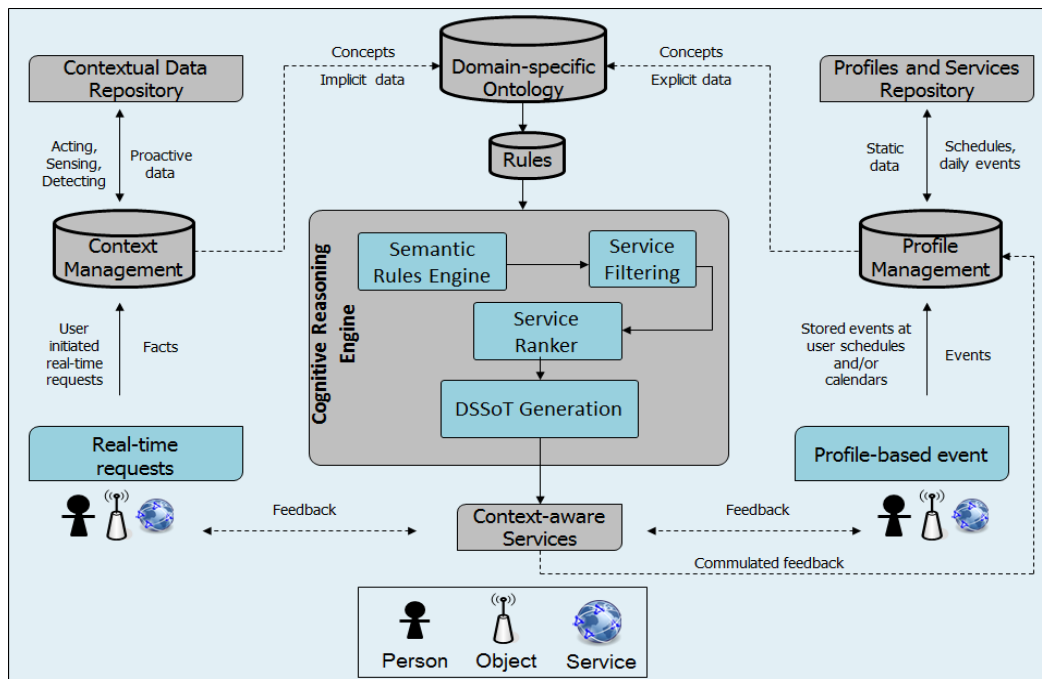 Contextual Data
Repository
Concepts
Implicit data
Domain-specific
Ontology
Concepts
Explicit data
Profiles and Services
Repository
Acting,
Sensing,
Detecting
Proactive
data
Rules
Static
data
Schedules,
daily events
Context
Management
Profile
Management
Cognitive Reasoning
Engine
Semantic
Rules Engine
Service
Filtering
Service
Ranker
DSSoT Generation
User
initiated
real-time
requests
Facts
Stored events at
user schedules
and/or
calendars
Events
Real-time
requests
Profile-based event
Feedback
Context-aware
Services
Feedback
Commulated feedback
Person
Object
Service